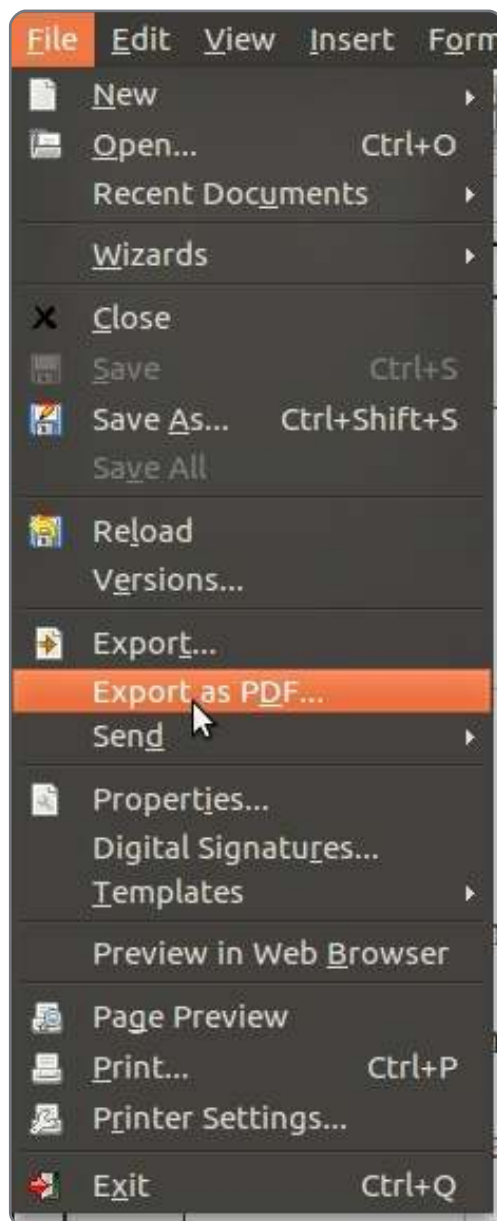 File Edit View Insert Form
New
Open... Ctrl+O
Recent Documents
Wizards
Close
Save Ctrl+S
Save As... Ctrl+Shift+S
Save All
Reload
Versions...
Export...
Export as PDF...
Send
Properties...
Digital Signatures...
Templates
Preview in Web Browser
Page Preview
Print... Ctrl+P
Printer Settings...
Exit Ctrl+Q